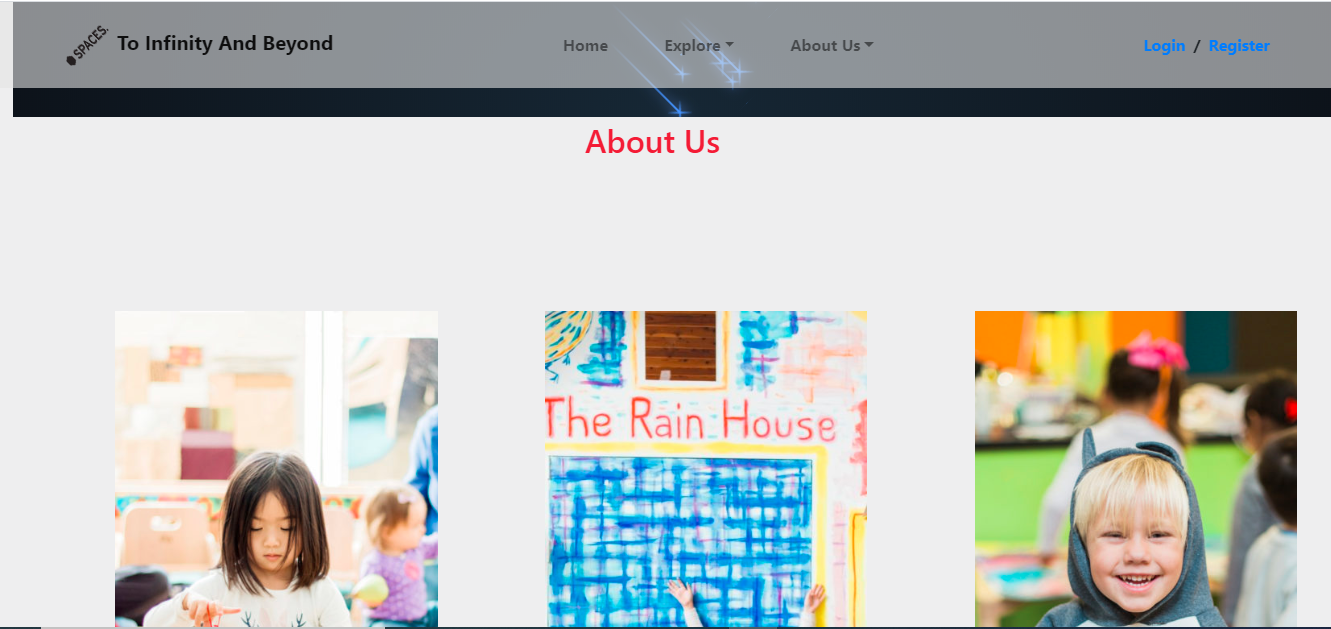 SPACES.
To Infinity And Beyond
Home
Explore
About Us
Login / Register
About Us
The Rain House